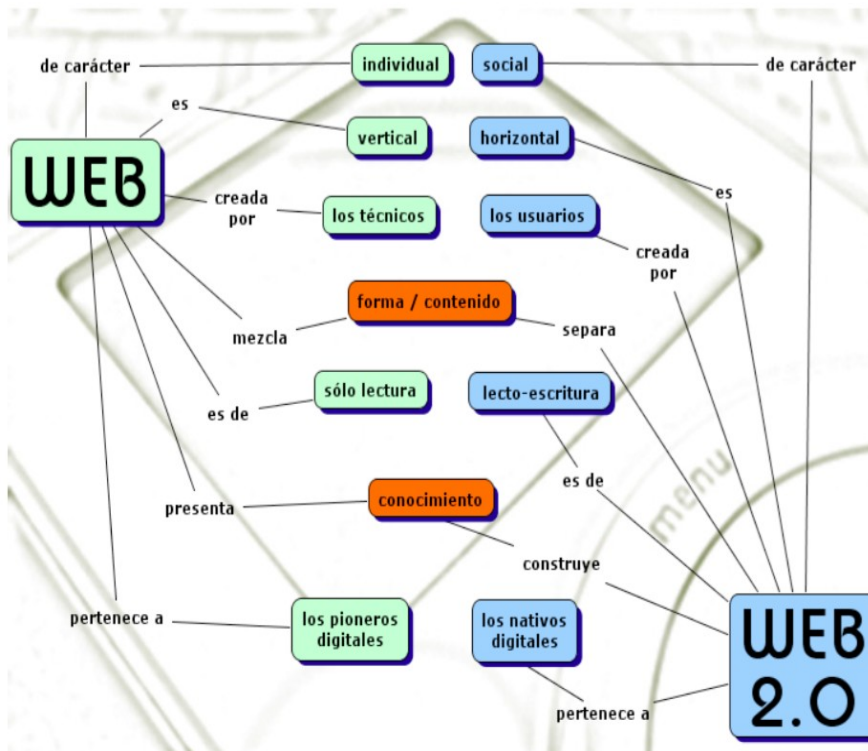 de carácter
individual
social
de carácter
es
vertical
horizontal
WEB
creada
por
los técnicos
los usuarios
es
creada
por
forma / contenido
mezcla
separa
sólo lectura
lecto-escritura
es de
es de
menu
presenta
conocimiento
construye
pertenece a
los pioneros
digitales
los nativos
digitales
WEB
2.0
pertenece a